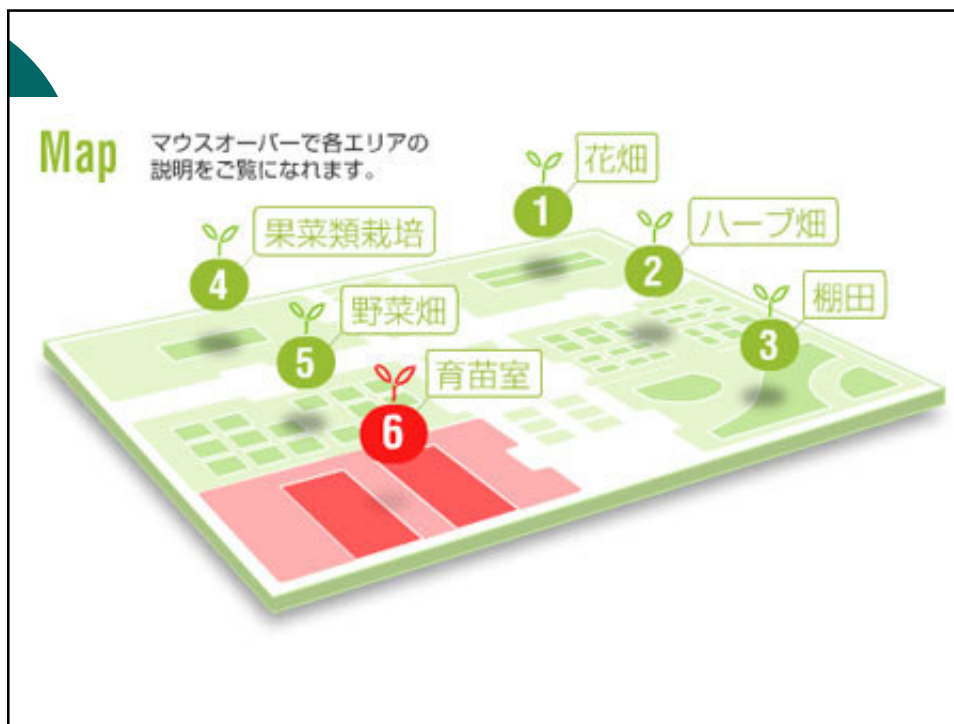 Map
マウスオーバーで各エリアの
説明をご覧になれます。
1 花畑
2 ハーブ畑
3 棚田
4 果菜類栽培
5 野菜畑
6 育苗室